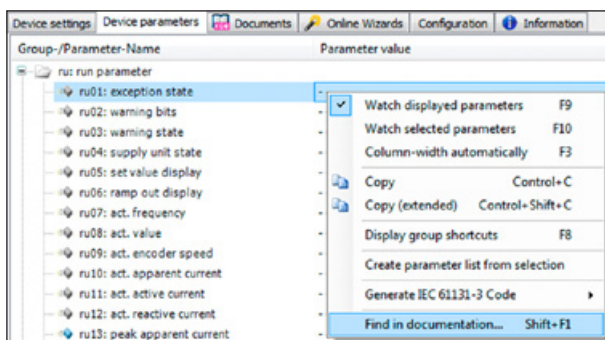 Device settings Device parameters Documents Online Wizards Configuration Information
Group-/Parameter-Name Parameter value
ru: run parameter
ru01: exception state -
ru02: warning bits -
ru03: warning state -
ru04: supply unit state -
ru05: set value display -
ru06: ramp out display -
ru07: act. frequency -
ru08: act. value -
ru09: act. encoder speed -
ru10: act. apparent current -
ru11: act. active current -
ru12: act. reactive current -
ru13: peak apparent current -
Watch displayed parameters F9
Watch selected parameters F10
Column-width automatically F3
Copy Control+C
Copy (extended) Control+Shift+C
Display group shortcuts F8
Create parameter list from selection
Generate IEC 61131-3 Code
Find in documentation... Shift+F1